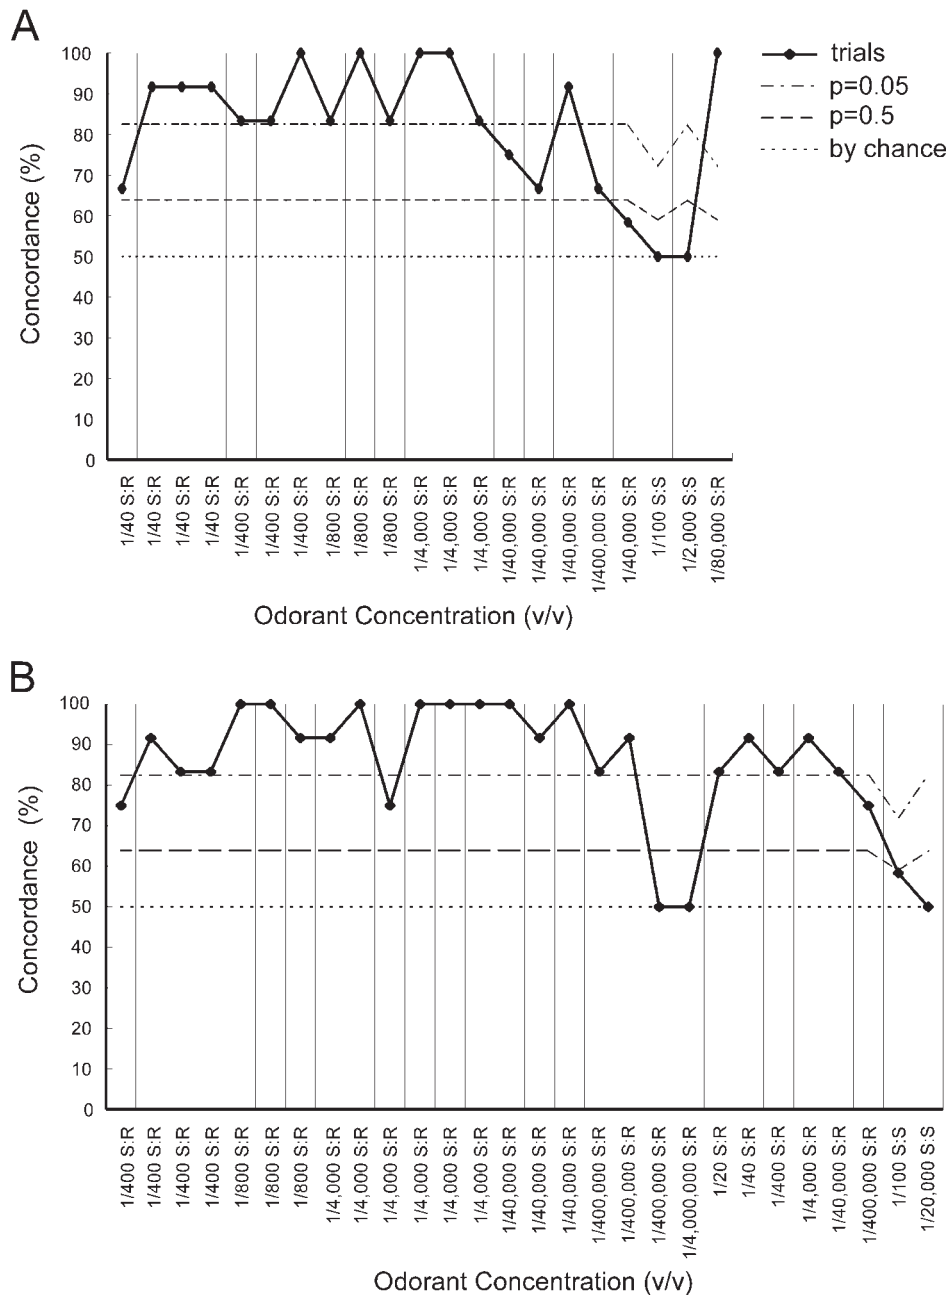 A
trials
p=0.05
p=0.5
by chance
Concordance (%)
100
90
80
70
60
50
40
30
20
10
0
1/40 S:R
1/40 S:R
1/40 S:R
1/40 S:R
1/400 S:R
1/400 S:R
1/400 S:R
1/800 S:R
1/800 S:R
1/800 S:R
1/4,000 S:R
1/4,000 S:R
1/4,000 S:R
1/40,000 S:R
1/40,000 S:R
1/40,000 S:R
1/400,000 S:R
1/40,000 S:R
1/100 S:S
1/2,000 S:S
1/80,000 S:R
Odorant Concentration (v/v)
B
Concordance (%)
100
90
80
70
60
50
40
30
20
10
0
1/400 S:R
1/400 S:R
1/400 S:R
1/400 S:R
1/800 S:R
1/800 S:R
1/800 S:R
1/4,000 S:R
1/4,000 S:R
1/4,000 S:R
1/4,000 S:R
1/4,000 S:R
1/4,000 S:R
1/40,000 S:R
1/40,000 S:R
1/40,000 S:R
1/400,000 S:R
1/400,000 S:R
1/400,000 S:R
1/4,000,000 S:R
1/20 S:R
1/40 S:R
1/400 S:R
1/4,000 S:R
1/40,000 S:R
1/400,000 S:R
1/100 S:S
1/20,000 S:S
Odorant Concentration (v/v)